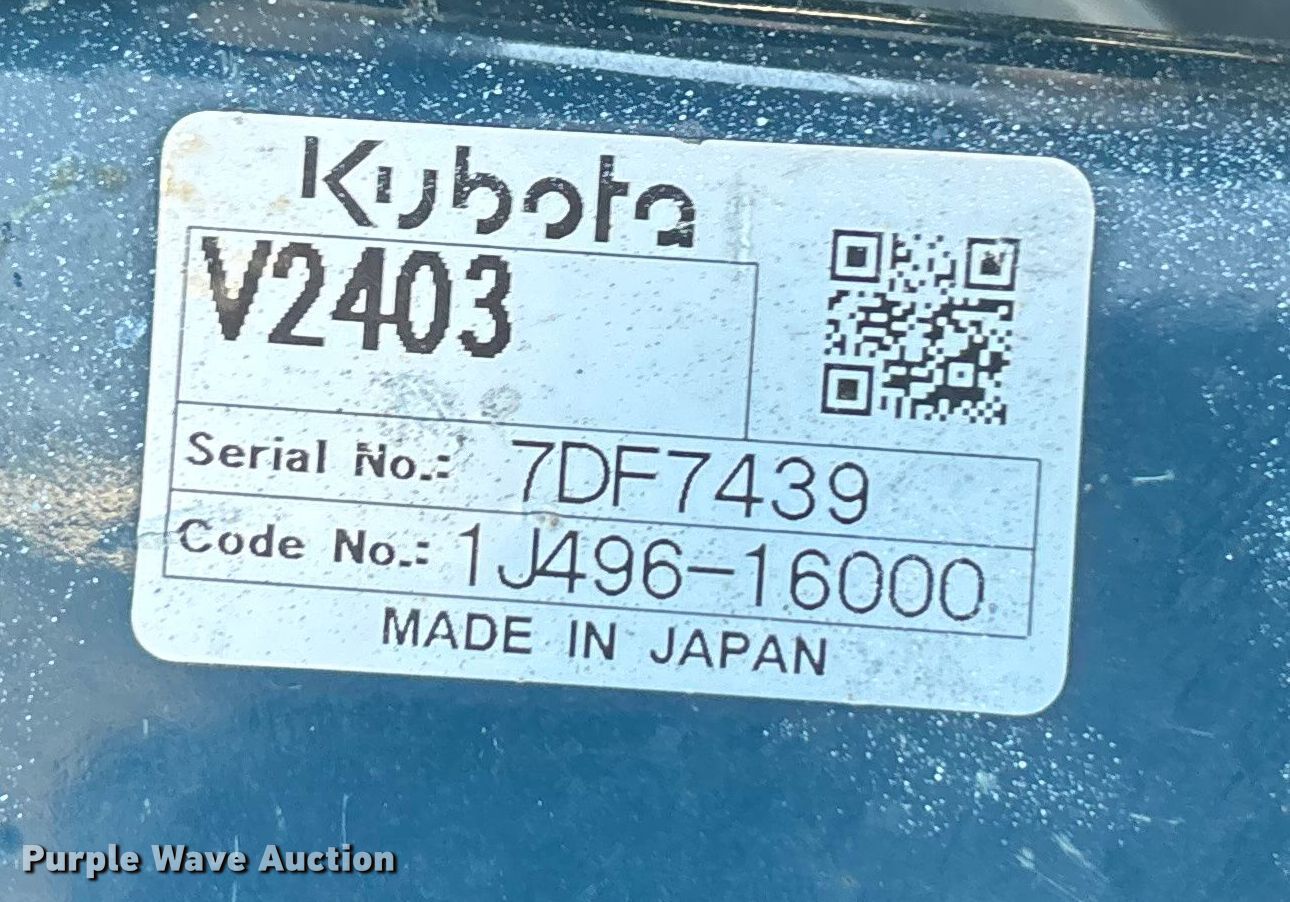 Kubota
V2403
Serial No.: 7DF7439
Code No.: 1J496-16000
MADE IN JAPAN
Purple Wave Auction